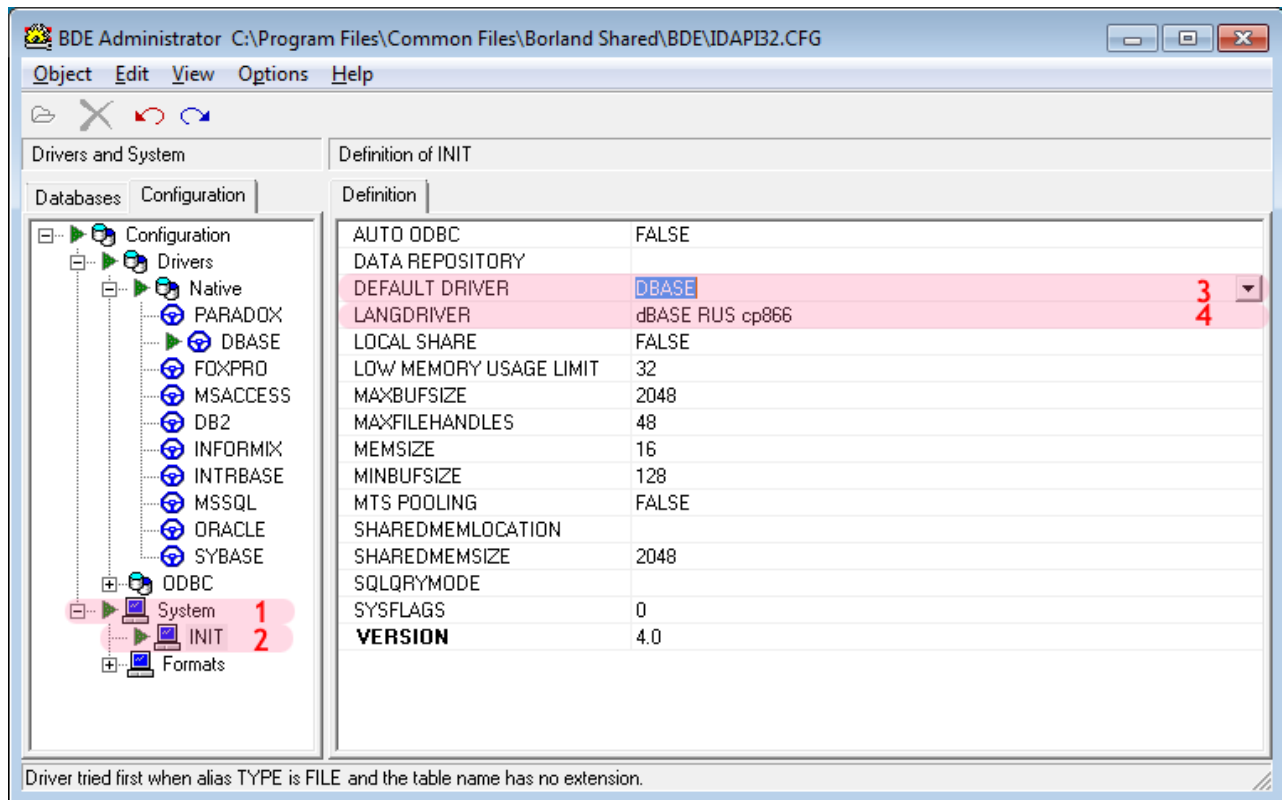 BDE Administrator C:\Program Files\Common Files\Borland Shared\BDE\IDAPI32.CFG
Object Edit View Options Help
Drivers and System
Definition of INIT
Databases Configuration
Definition
Configuration
Drivers
Native
PARADOX
DBASE
FOXPRO
MSACCESS
DB2
INFORMIX
INTRBASE
MSSQL
ORACLE
SYBASE
ODBC
System 1
INIT 2
Formats
AUTO ODBC FALSE
DATA REPOSITORY
DEFAULT DRIVER DBASE 3
LANGDRIVER dBASE RUS cp866 4
LOCAL SHARE FALSE
LOW MEMORY USAGE LIMIT 32
MAXBUFSIZE 2048
MAXFILEHANDLES 48
MEMSIZE 16
MINBUFSIZE 128
MTS POOLING FALSE
SHAREDMEMLOCATION
SHAREDMEMSIZE 2048
SQLQRYMODE
SYSFLAGS 0
VERSION 4.0
Driver tried first when alias TYPE is FILE and the table name has no extension.